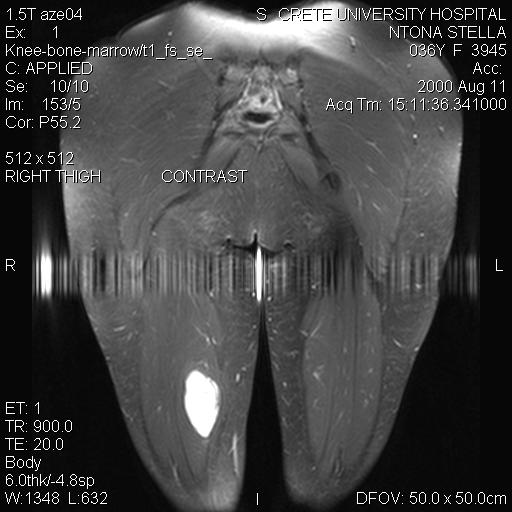 1.5T aze04
S CRETE UNIVERSITY HOSPITAL
Ex: 1
NTONA STELLA
Knee-bone-marrow/t1_fs_se_
036Y F 3945
C: APPLIED
Acc:
Se: 10/10
2000 Aug 11
Im: 153/5
Acq Tm: 15:11:36.341000
Cor: P55.2
512 x 512
RIGHT THIGH CONTRAST
R
L
ET: 1
TR: 900.0
TE: 20.0
Body
6.0thk/-4.8sp
W:1348 L:632
I
DFOV: 50.0 x 50.0cm